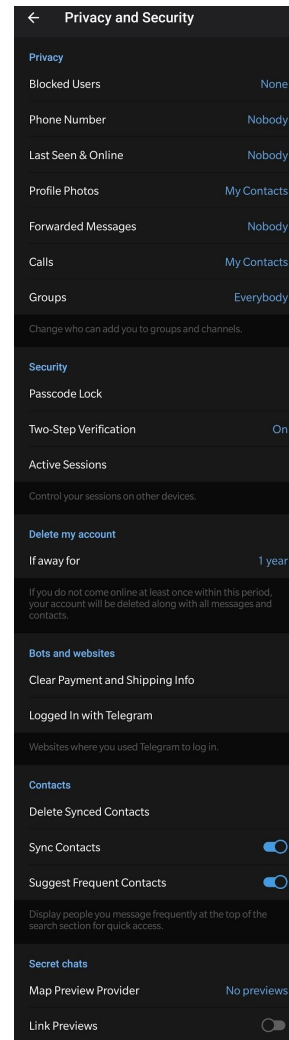 Privacy and Security
Privacy
Blocked Users None
Phone Number Nobody
Last Seen & Online Nobody
Profile Photos My Contacts
Forwarded Messages Nobody
Calls My Contacts
Groups Everybody
Change who can add you to groups and channels.
Security
Passcode Lock
Two-Step Verification On
Active Sessions
Control your sessions on other devices.
Delete my account
If away for 1 year
If you do not come online at least once within this period,
your account will be deleted along with all messages and
contacts.
Bots and websites
Clear Payment and Shipping Info
Logged In with Telegram
Websites where you used Telegram to log in.
Contacts
Delete Synced Contacts
Sync Contacts
Suggest Frequent Contacts
Display people you message frequently at the top of the
search section for quick access.
Secret chats
Map Preview Provider No previews
Link Previews